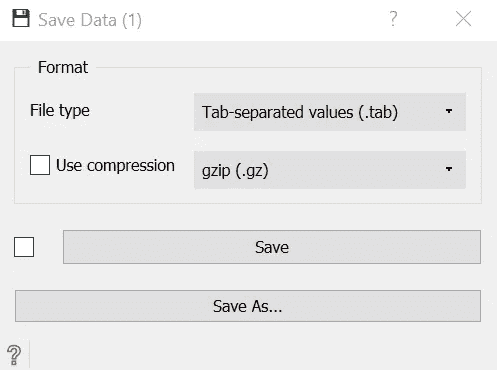 Save Data (1)
?
Format
File type
Tab-separated values (.tab)
Use compression
gzip (.gz)
Save
Save As...
?